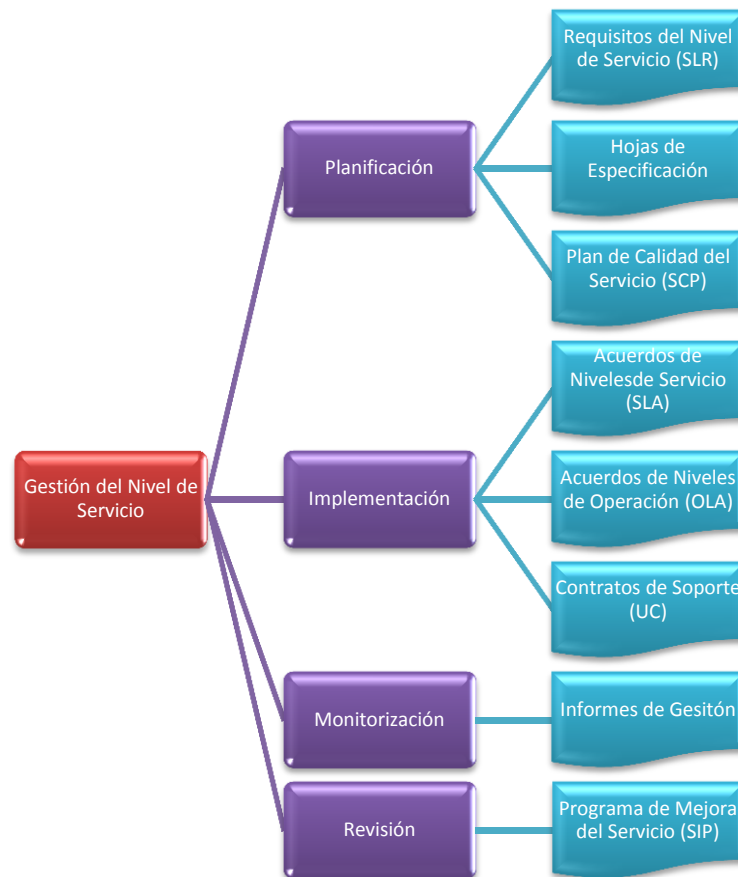 Requisitos del Nivel
de Servicio (SLR)
Planificación
Hojas de
Especificación
Plan de Calidad del
Servicio (SCP)
Acuerdos de
Nivelesde Servicio
(SLA)
Gestión del Nivel de
Servicio
Implementación
Acuerdos de Niveles
de Operación (OLA)
Contratos de Soporte
(UC)
Monitorización
Informes de Gesitón
Revisión
Programa de Mejora
del Servicio (SIP)